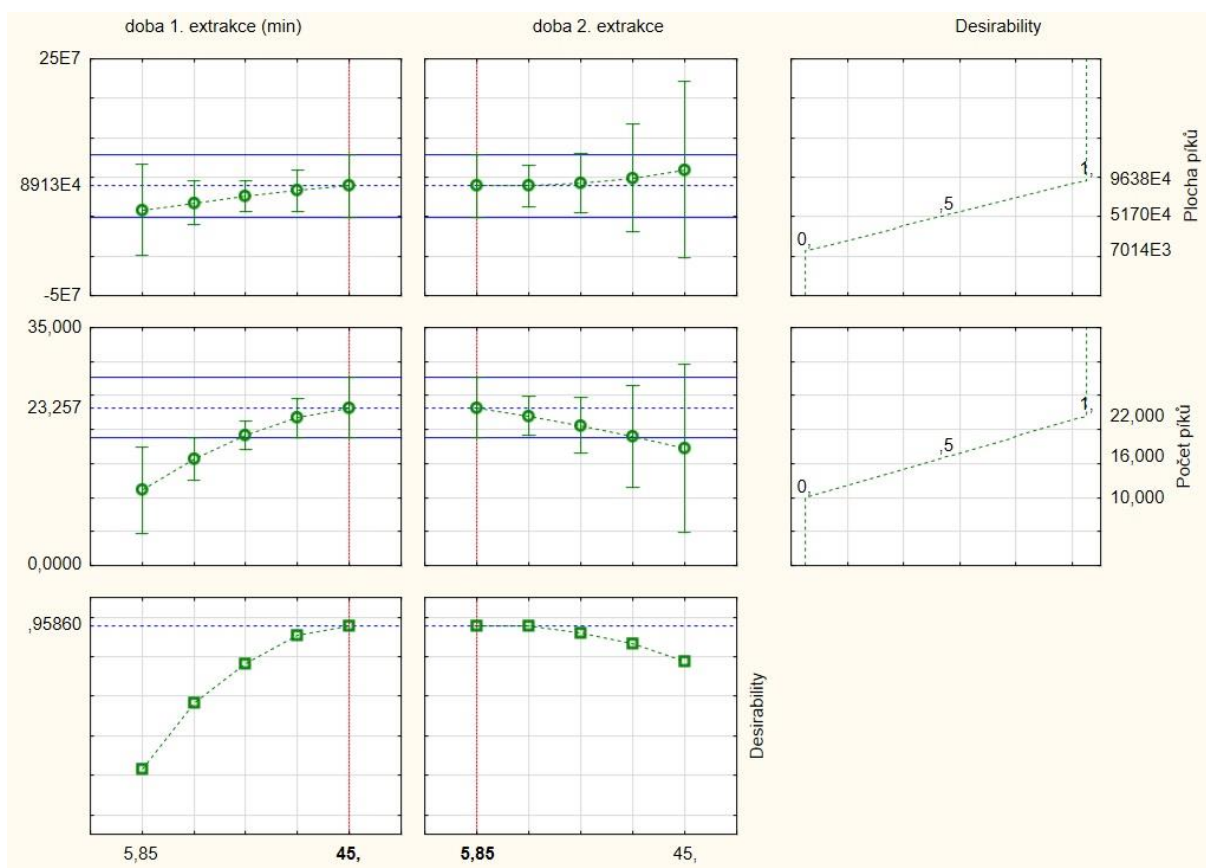 doba 1. extrakce (min)
doba 2. extrakce
Desirability
25E7
8913E4
-5E7
1,
,5
0,
9638E4
5170E4
7014E3
Plocha píků
35,000
23,257
0,0000
1,
,5
0,
22,000
16,000
10,000
Počet píků
,95860
Desirability
5,85
45,
5,85
45,